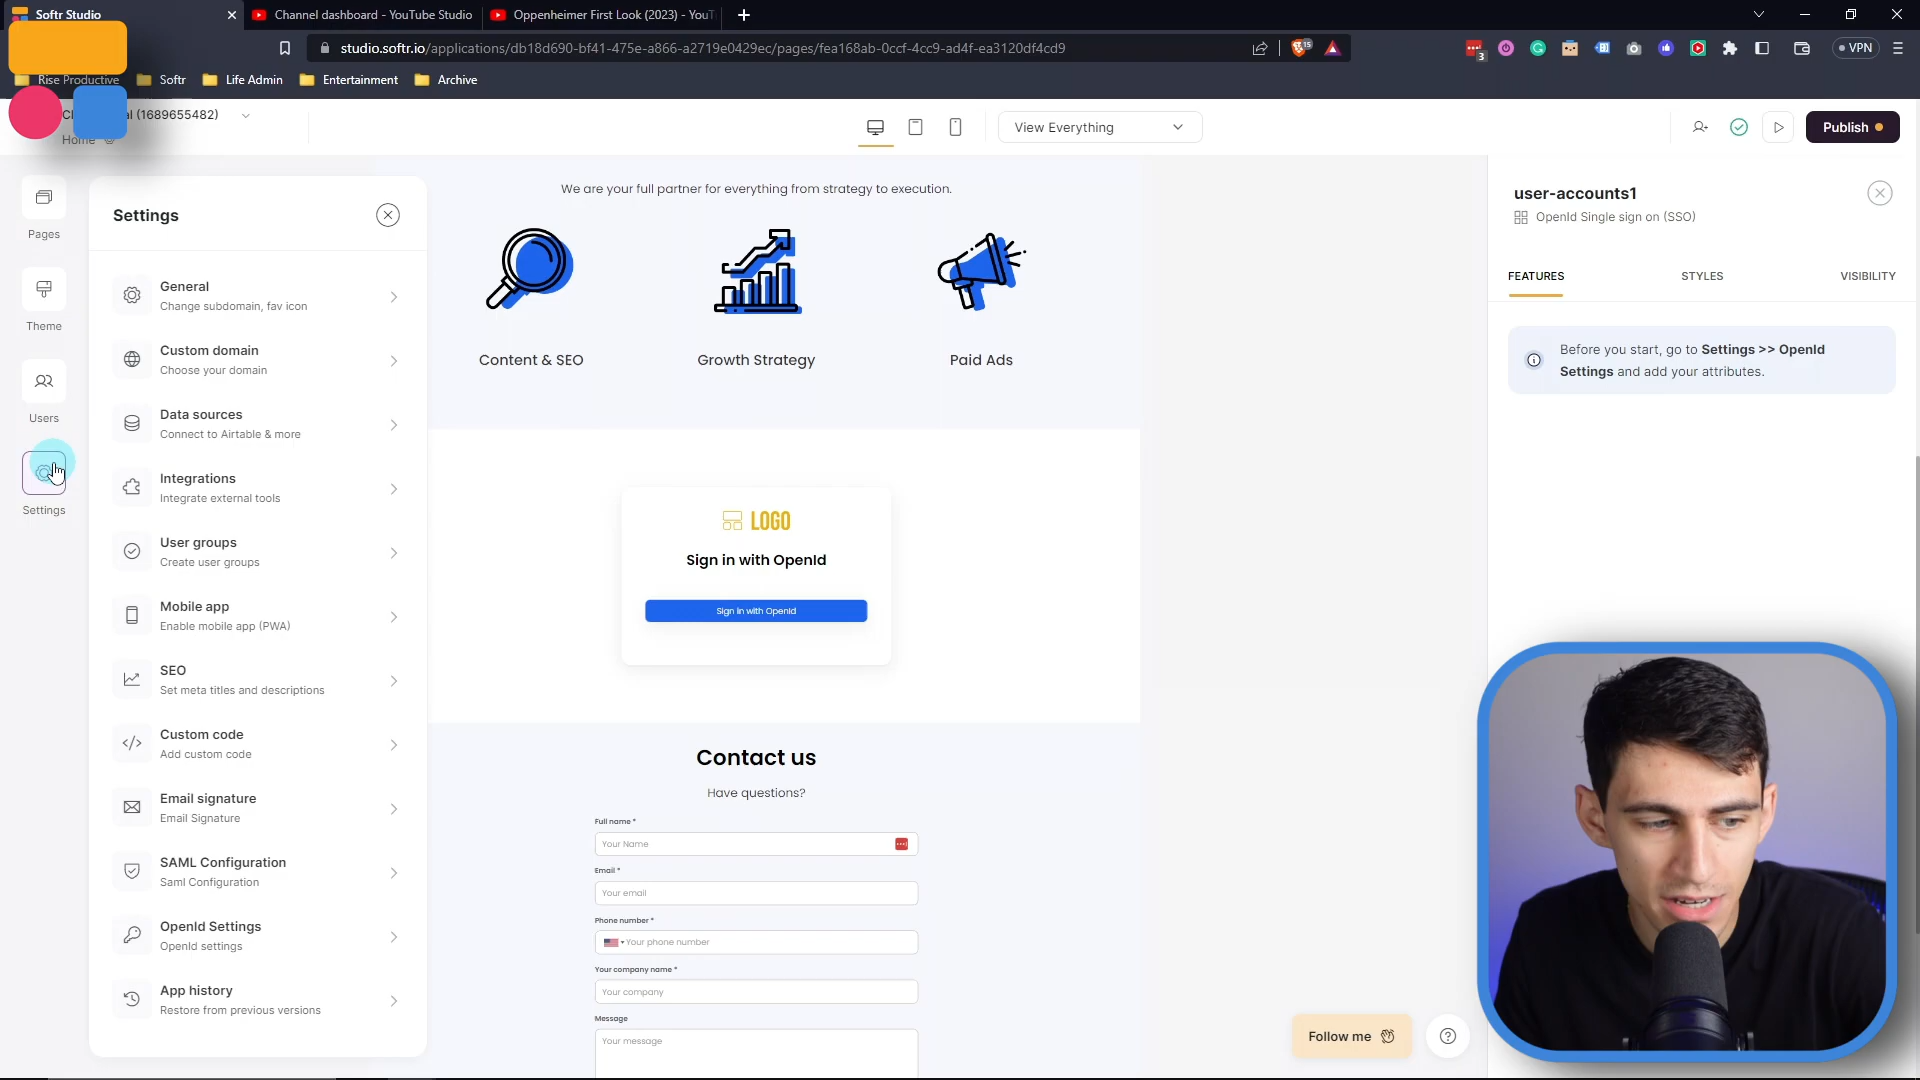 Softr Studio
Channel dashboard - YouTube Studio
Oppenheimer First Look (2023) - YouT
studio.softr.io/applications/db18d690-bf41-475e-a866-a2719e0429ec/pages/fea168ab-0ccf-4cc9-ad4f-ea3120df4cd9
15
3
VPN
Rise Productive
Softr
Life Admin
Entertainment
Archive
al (1689655482)
Home
View Everything
Publish
Pages
Theme
Users
Settings
Settings
General
Change subdomain, fav icon
Custom domain
Choose your domain
Data sources
Connect to Airtable & more
Integrations
Integrate external tools
User groups
Create user groups
Mobile app
Enable mobile app (PWA)
SEO
Set meta titles and descriptions
Custom code
Add custom code
Email signature
Email Signature
SAML Configuration
Saml Configuration
OpenId Settings
OpenId settings
App history
Restore from previous versions
We are your full partner for everything from strategy to execution.
Content & SEO
Growth Strategy
Paid Ads
LOGO
Sign in with OpenId
Sign in with OpenId
Contact us
Have questions?
Full name *
Your Name
Email *
Your email
Phone number *
Your phone number
Your company name *
Your company
Message
Your message
user-accounts1
OpenId Single sign on (SSO)
FEATURES
STYLES
VISIBILITY
Before you start, go to Settings >> OpenId
Settings and add your attributes.
Follow me